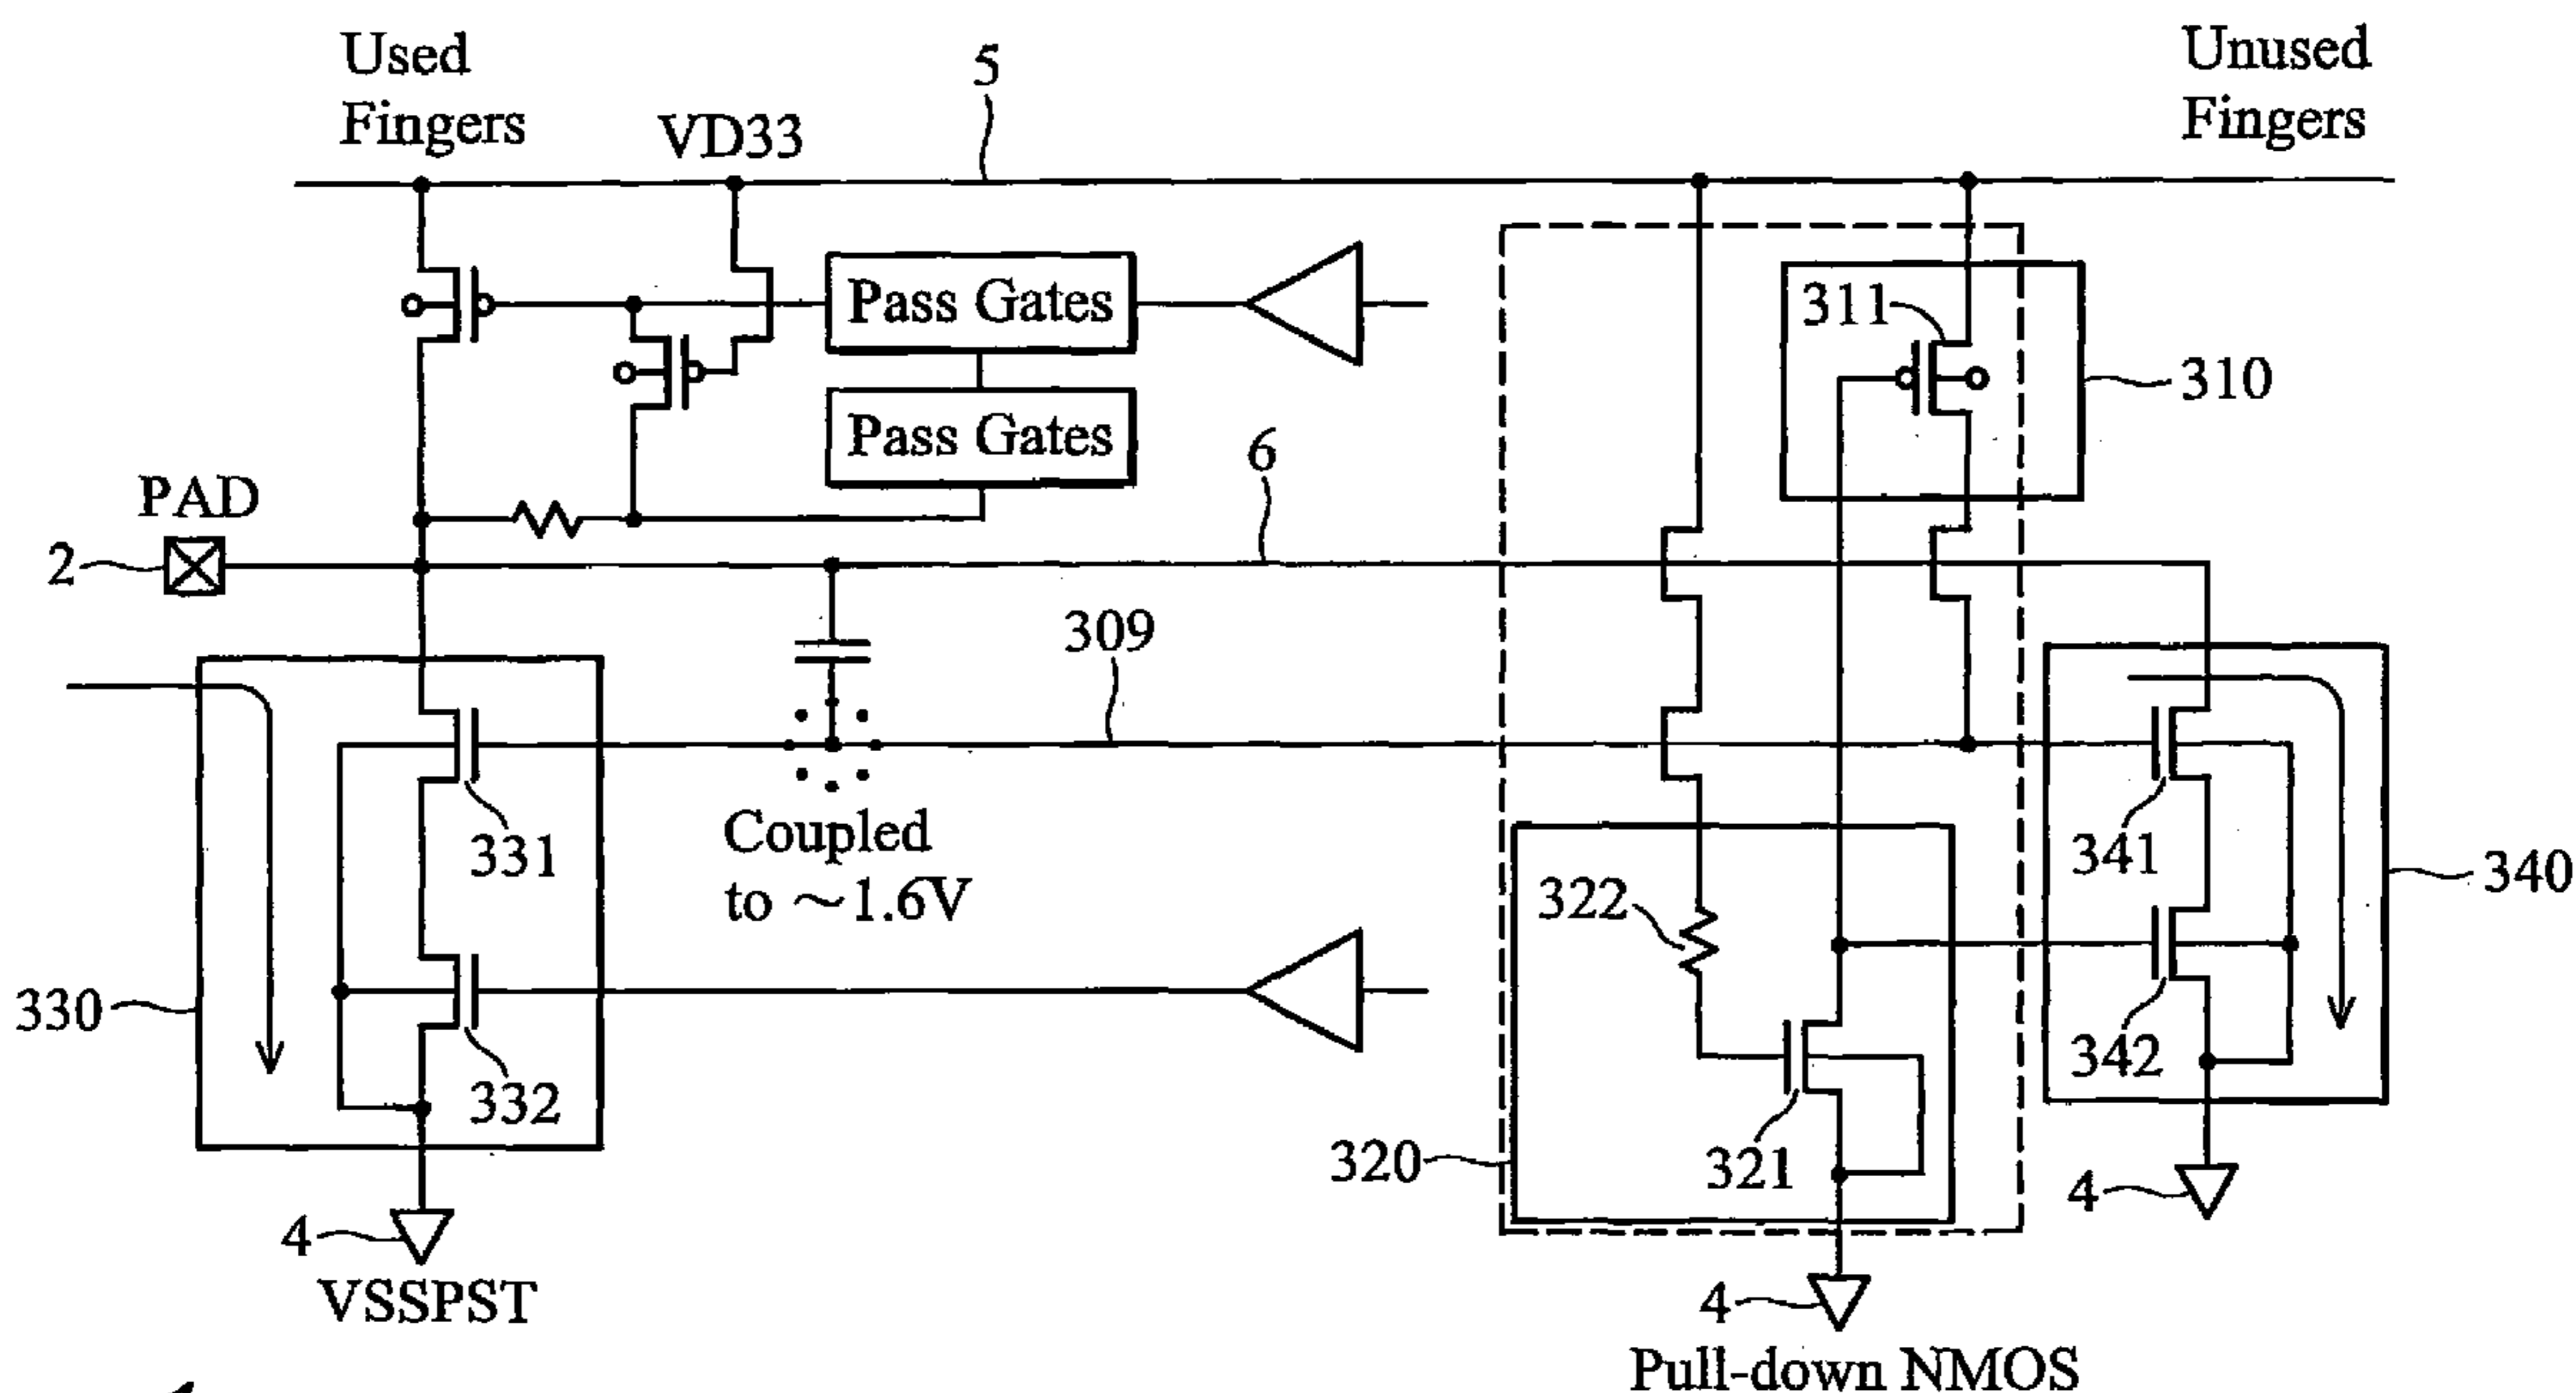 Used
Fingers
VD33
5
Unused
Fingers
Pass Gates
311
310
Pass Gates
6
PAD
2
309
331
Coupled
to ~1.6V
322
341
340
330
332
342
320
321
4
VSSPST
4
4
Pull-down NMOS